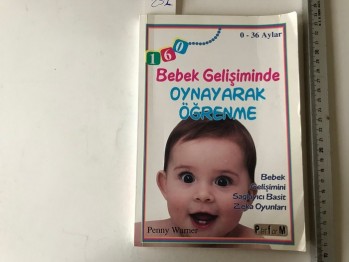 0 - 36 Aylar
160
Bebek Gelişiminde
OYNAYARAK
ÖĞRENME
Bebek
Gelişimini
Sağlayıcı Basit
Zeka Oyunları
Penny Warner